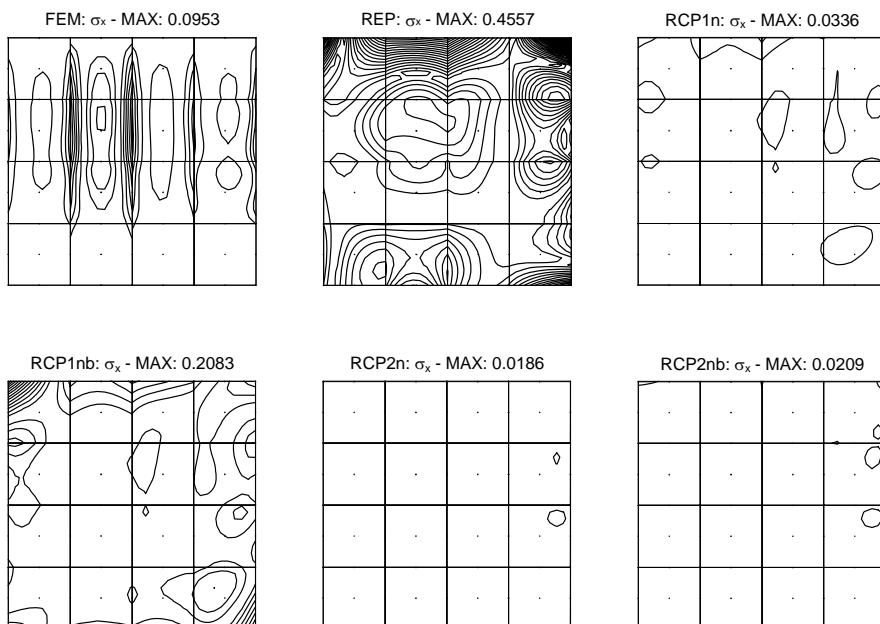 FEM: σx - MAX: 0.0953
REP: σx - MAX: 0.4557
RCP1n: σx - MAX: 0.0336
RCP1nb: σx - MAX: 0.2083
RCP2n: σx - MAX: 0.0186
RCP2nb: σx - MAX: 0.0209